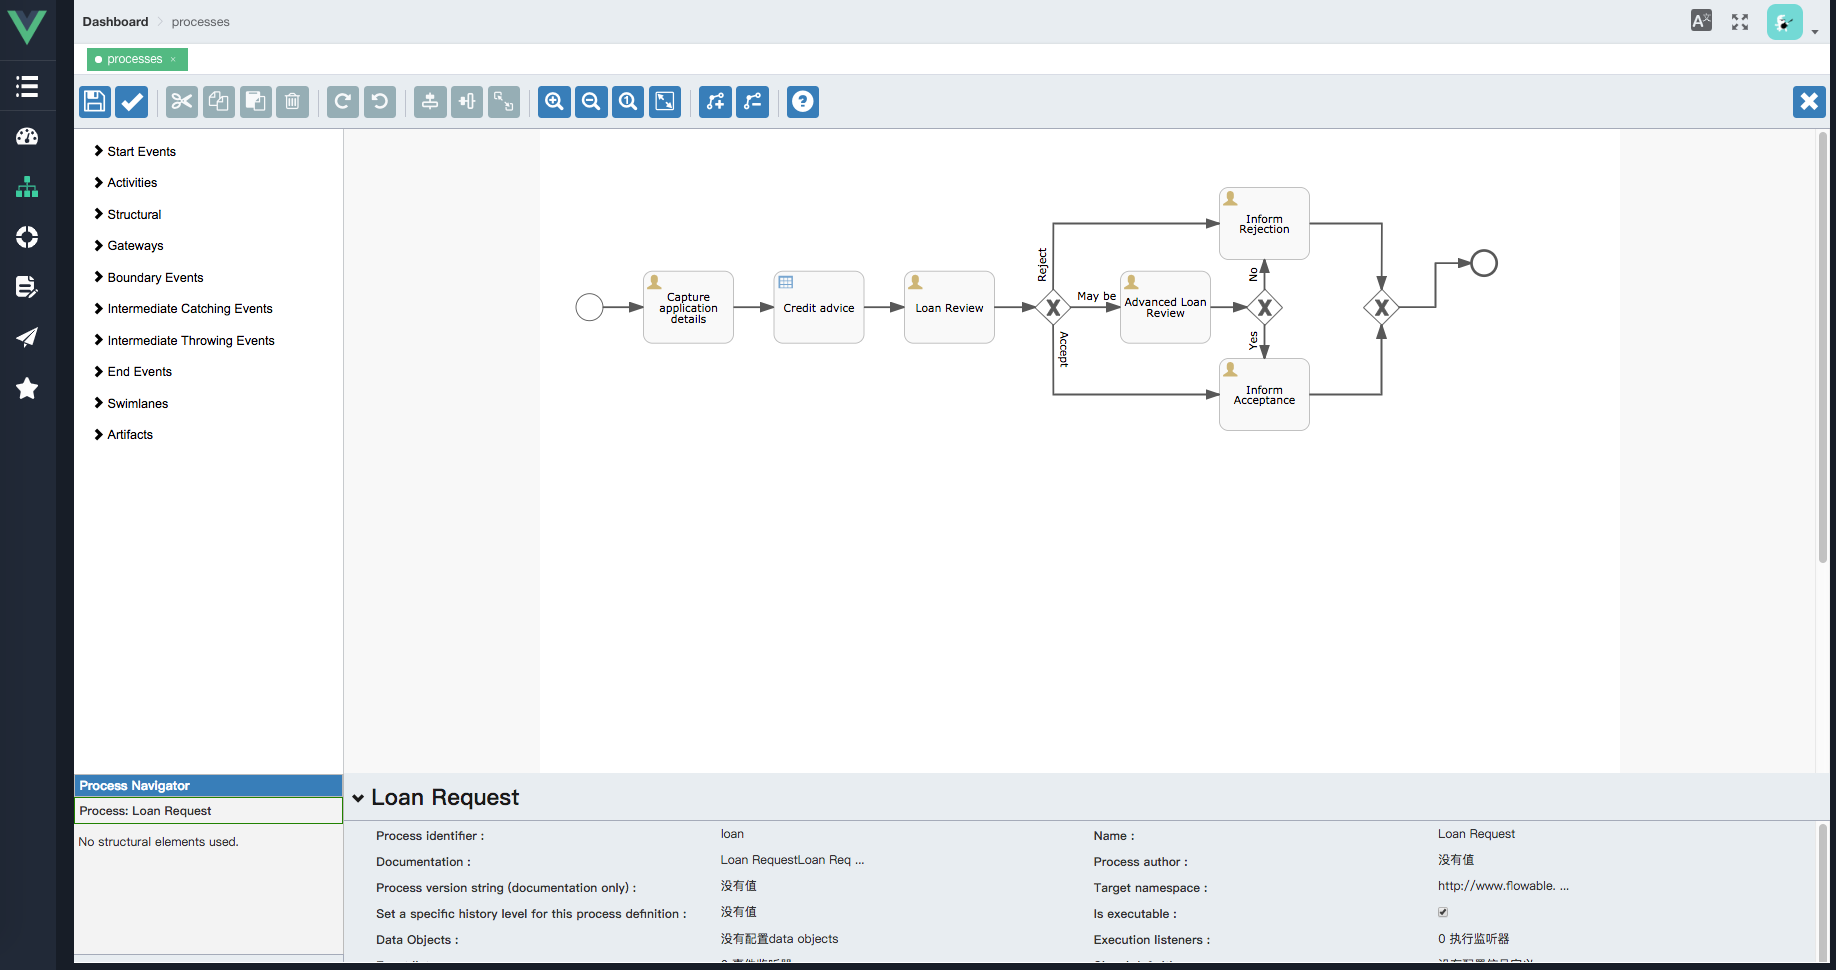 Dashboard processes
A文
processes ×
1
?
Start Events
Activities
Structural
Gateways
Boundary Events
Intermediate Catching Events
Intermediate Throwing Events
End Events
Swimlanes
Artifacts
Capture
application
details
Credit advice
Loan Review
Reject
May be
Accept
Advanced Loan
Review
No
Yes
Inform
Rejection
Inform
Acceptance
Process Navigator
Process: Loan Request
No structural elements used.
Loan Request
Process identifier : loan
Name : Loan Request
Documentation : Loan RequestLoan Req ...
Process author : 没有值
Process version string (documentation only) : 没有值
Target namespace : http://www.flowable. ...
Set a specific history level for this process definition : 没有值
Is executable :
Data Objects : 没有配置data objects
Execution listeners : 0 执行监听器